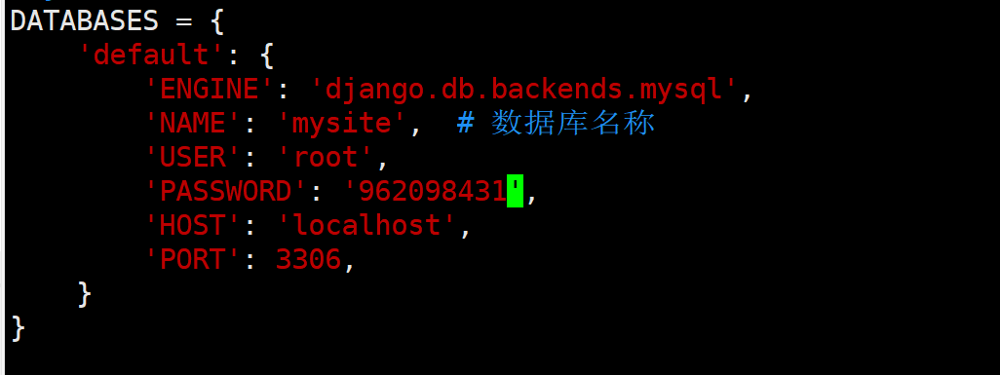 DATABASES = {
    'default': {
        'ENGINE': 'django.db.backends.mysql',
        'NAME': 'mysite',  # 数据库名称
        'USER': 'root',
        'PASSWORD': '962098431',
        'HOST': 'localhost',
        'PORT': 3306,
    }
}